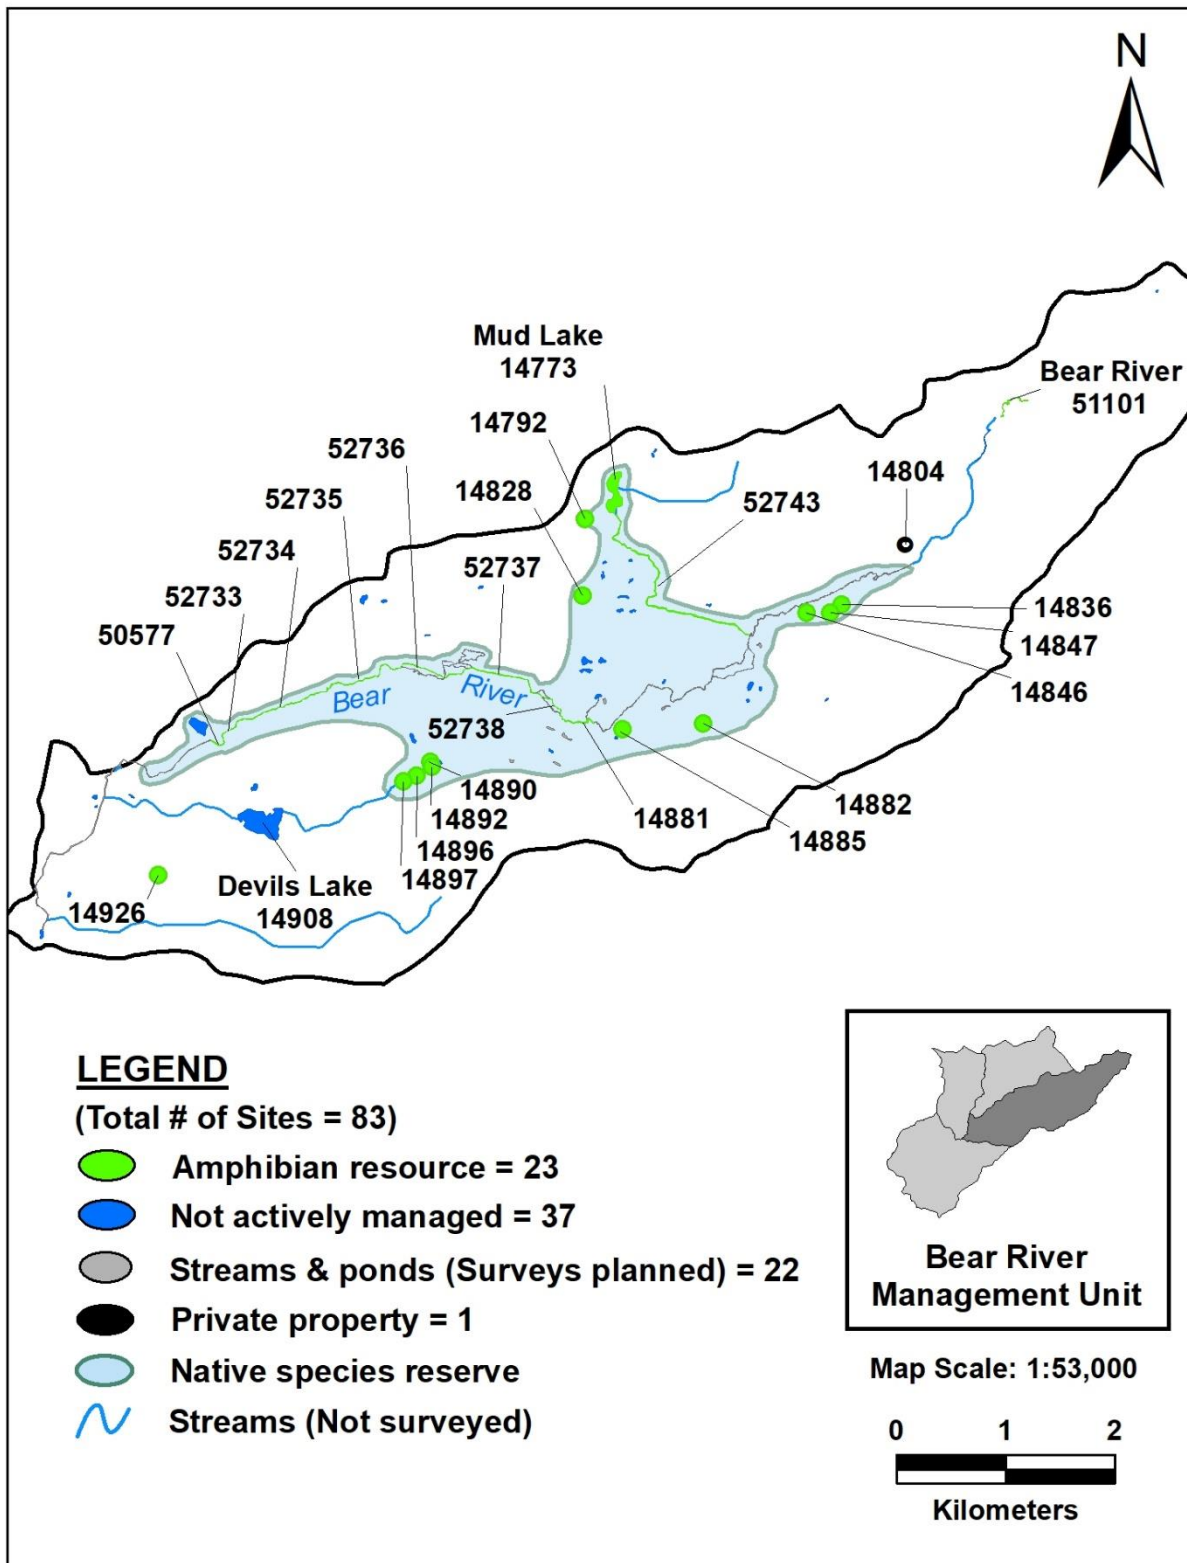 N
Mud Lake
14773
Bear River
51101
14792
52736
14804
14828
52743
52735
52734
52737
52733
14836
50577
14847
14846
Bear
River
52738
14890
14882
14892
14881
14885
14896
14897
Devils Lake
14908
14926
LEGEND
(Total # of Sites = 83)
Amphibian resource = 23
Not actively managed = 37
Streams & ponds (Surveys planned) = 22
Private property = 1
Native species reserve
Streams (Not surveyed)
Bear River
Management Unit
Map Scale: 1:53,000
0 1 2
Kilometers